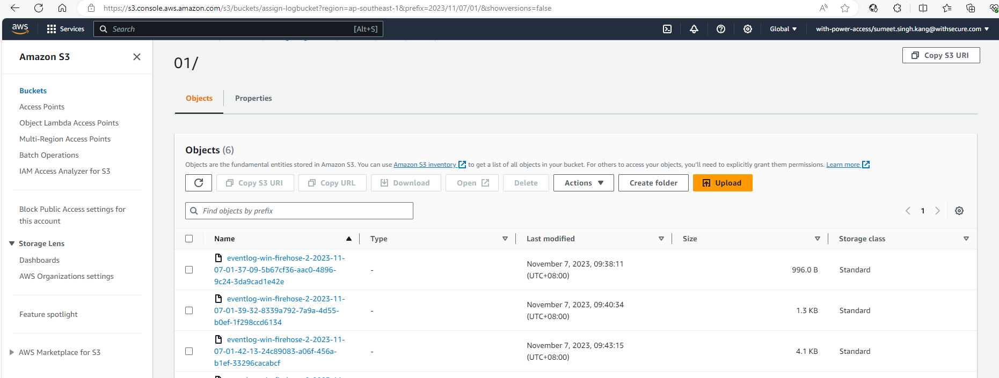 https://s3.console.aws.amazon.com/s3/buckets/assign-logbucket?region=ap-southeast-1&prefix=2023/11/07/01/&showversions=false
aws
Services
Search
[Alt+S]
Global
with-power-access/sumeet.singh.kang@withsecure.com
Amazon S3
Buckets
Access Points
Object Lambda Access Points
Multi-Region Access Points
Batch Operations
IAM Access Analyzer for S3
Block Public Access settings for
this account
Storage Lens
Dashboards
AWS Organizations settings
Feature spotlight
AWS Marketplace for S3
01/
Copy S3 URI
Objects
Properties
Objects (6)
Objects are the fundamental entities stored in Amazon S3. You can use Amazon S3 inventory to get a list of all objects in your bucket. For others to access your objects, you'll need to explicitly grant them permissions. Learn more
Copy S3 URI
Copy URL
Download
Open
Delete
Actions
Create folder
Upload
Find objects by prefix
1
Name
Type
Last modified
Size
Storage class
eventlog-win-firehose-2-2023-11-
07-01-37-09-5b67cf36-aac0-4896-
9c24-3da9cad1e42e
-
November 7, 2023, 09:38:11
(UTC+08:00)
996.0 B
Standard
eventlog-win-firehose-2-2023-11-
07-01-39-32-8339a792-7a9a-4d55-
b0ef-1f298ccd6134
-
November 7, 2023, 09:40:34
(UTC+08:00)
1.3 KB
Standard
eventlog-win-firehose-2-2023-11-
07-01-42-13-24c89083-a06f-456a-
b1ef-33296cacabcf
-
November 7, 2023, 09:43:15
(UTC+08:00)
4.1 KB
Standard